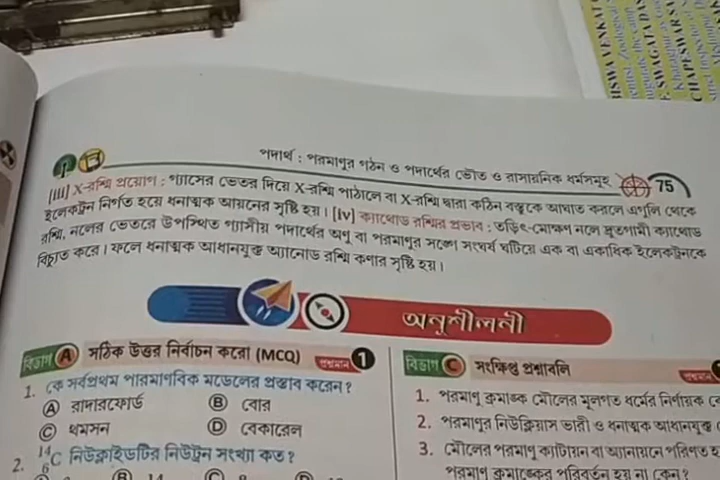 পদার্থ : পরমাণুর গঠন ও পদার্থের ভৌত ও রাসায়নিক ধর্মসমূহ 75
[iii] X-রশ্মি প্রয়োগ : গ্যাসের ভেতর দিয়ে X-রশ্মি পাঠালে বা X-রশ্মি দ্বারা কঠিন বস্তুকে আঘাত করলে এগুলি থেকে
ইলেকট্রন নির্গত হয়ে ধনাত্মক আয়নের সৃষ্টি হয়। [iv] ক্যাথোড রশ্মির প্রভাব : তড়িৎ-মোক্ষণ নলে দ্রুতগামী ক্যাথোড
রশ্মি, নলের ভেতরে উপস্থিত গ্যাসীয় পদার্থের অণু বা পরমাণুর সঙ্গে সংঘর্ষ ঘটিয়ে এক বা একাধিক ইলেকট্রনকে
বিচ্যুত করে। ফলে ধনাত্মক আধানযুক্ত অ্যানোড রশ্মি কণার সৃষ্টি হয়।
অনুশীলনী
বিভাগ A সঠিক উত্তর নির্বাচন করো (MCQ) প্রশ্নমান 1
1. কে সর্বপ্রথম পারমাণবিক মডেলের প্রস্তাব করেন?
A রাদারফোর্ড B বোর
C থমসন D বেকারেল
2. ¹⁴₆C নিউক্লাইডটির নিউট্রন সংখ্যা কত?
বিভাগ C সংক্ষিপ্ত প্রশ্নাবলি
1. পরমাণু ক্রমাঙ্ক মৌলের মূলগত ধর্মের নির্ণায়ক
2. পরমাণুর নিউক্লিয়াস ভারী ও ধনাত্মক আধানযুক্ত
3. মৌলের পরমাণু ক্যাটায়ন বা অ্যানায়নে পরিণত
পরমাণু ক্রমাঙ্কের পরিবর্তন হয় না কেন?